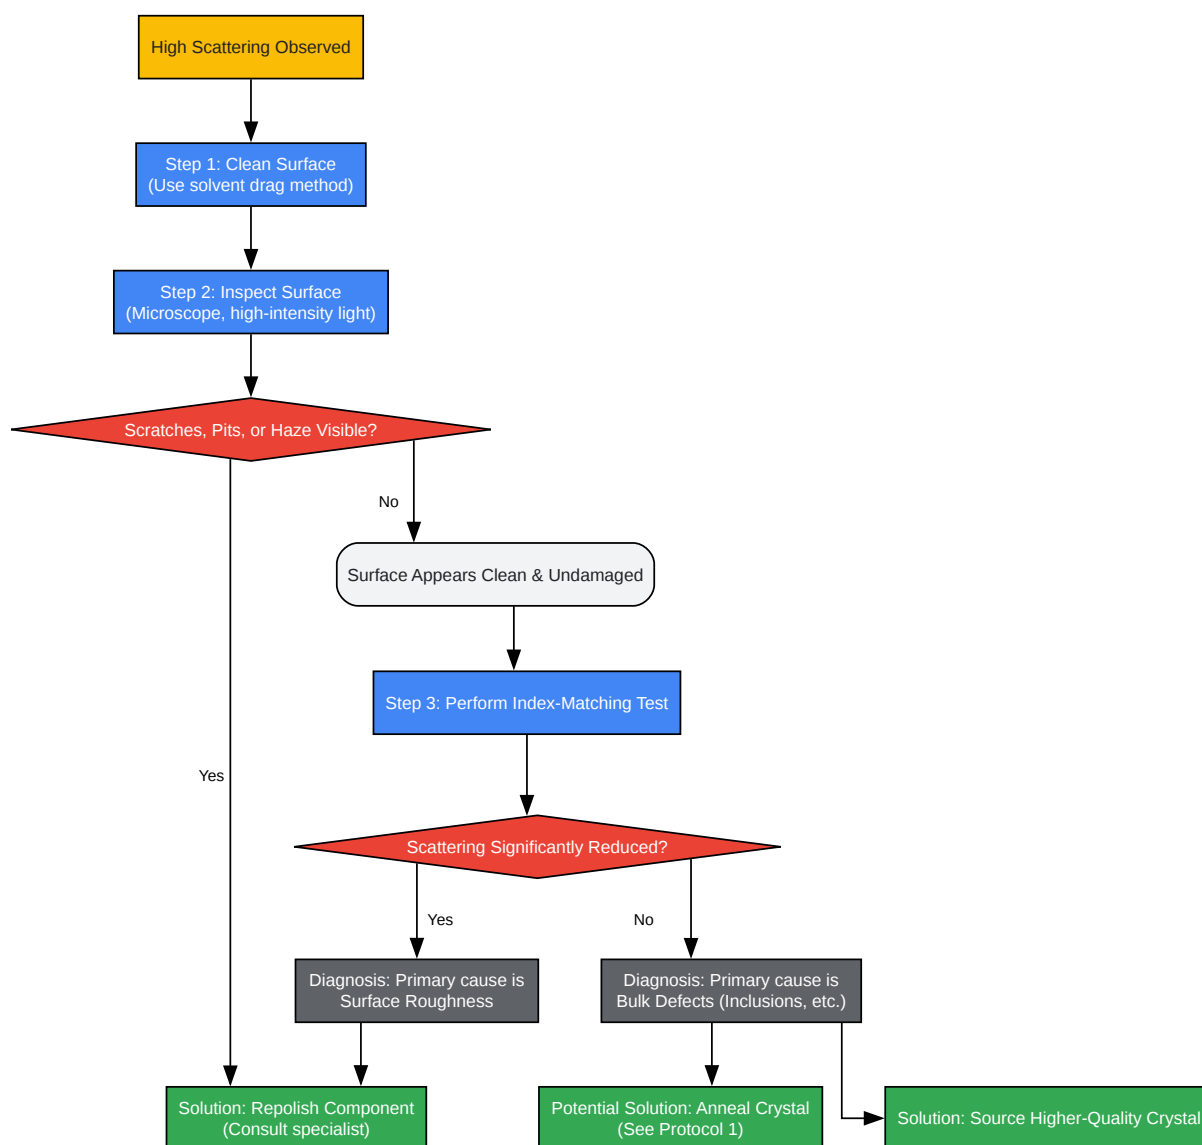 High Scattering Observed
Step 1: Clean Surface
(Use solvent drag method)
Step 2: Inspect Surface
(Microscope, high-intensity light)
Scratches, Pits, or Haze Visible?
No
Surface Appears Clean & Undamaged
Step 3: Perform Index-Matching Test
Yes
Scattering Significantly Reduced?
Yes
No
Diagnosis: Primary cause is
Surface Roughness
Diagnosis: Primary cause is
Bulk Defects (Inclusions, etc.)
Solution: Repolish Component
(Consult specialist)
Potential Solution: Anneal Crystal
(See Protocol 1)
Solution: Source Higher-Quality Crystal